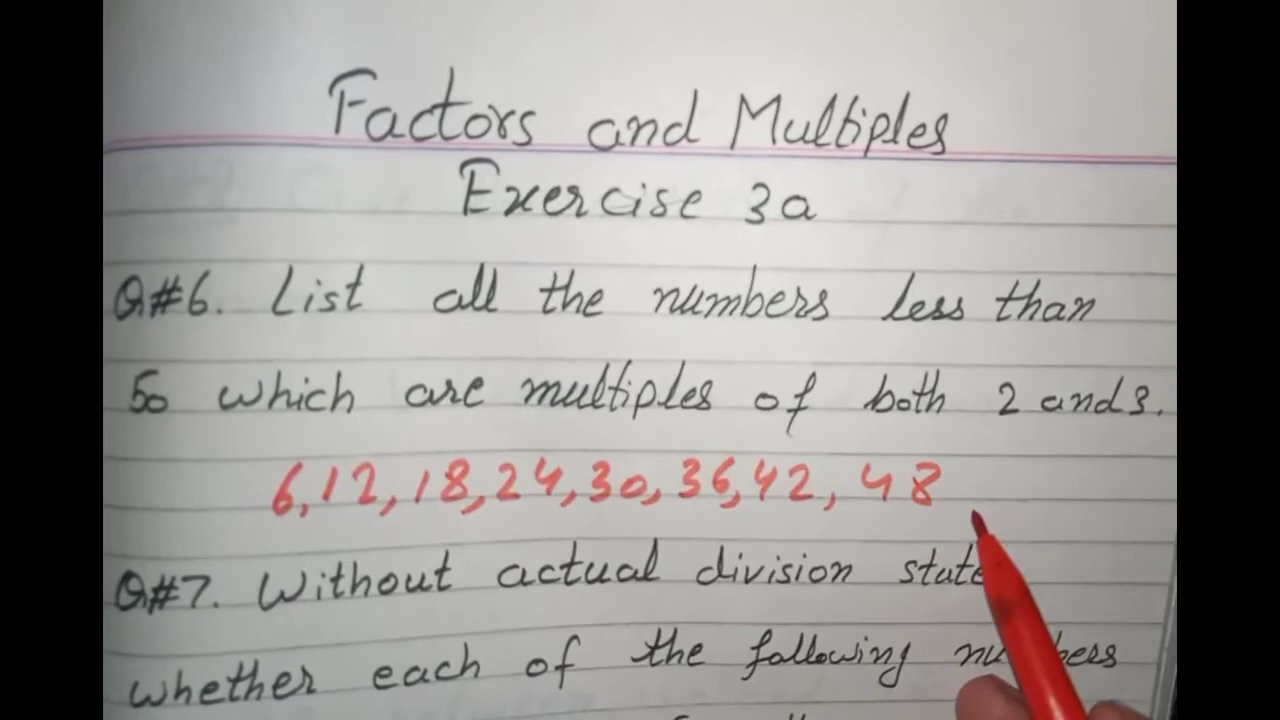 Factors and Multiples
Exercise 3a
Q#6. List all the numbers less than
50 which are multiples of both 2 and 3.
6, 12, 18, 24, 30, 36, 42, 48
Q#7. Without actual division state
whether each of the following numbers